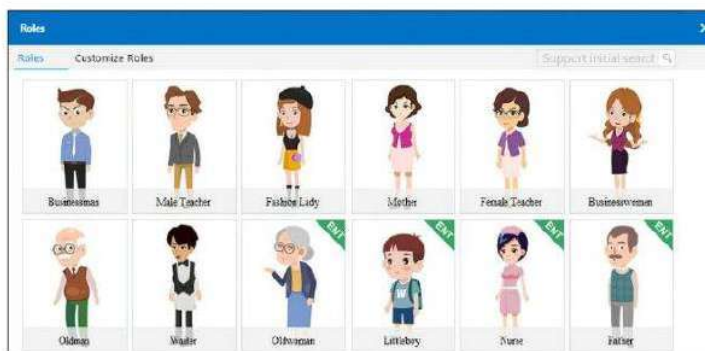 Roles
Roles Customize Roles Support initial search
Businessman Male Teacher Fashion Lady Mother Female Teacher Businesswomen
ENT ENT ENT ENT
Oldman Waiter Oldwoman Littleboy Nurse Father